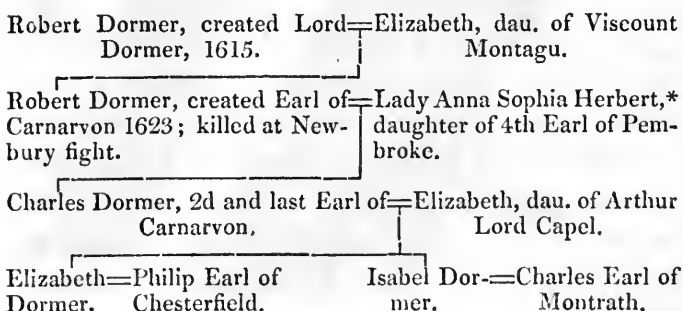 Robert Dormer, created Lord=Elizabeth, dau. of Viscount
Dormer, 1615. Montagu.
Robert Dormer, created Earl of=Lady Anna Sophia Herbert,*
Carnarvon 1623; killed at New- daughter of 4th Earl of Pem-
bury fight. broke.
Charles Dormer, 2d and last Earl of=Elizabeth, dau. of Arthur
Carnarvon. Lord Capel.
Elizabeth=Philip Earl of Isabel Dor-=Charles Earl of
Dormer. Chesterfield. mer. Montrath.